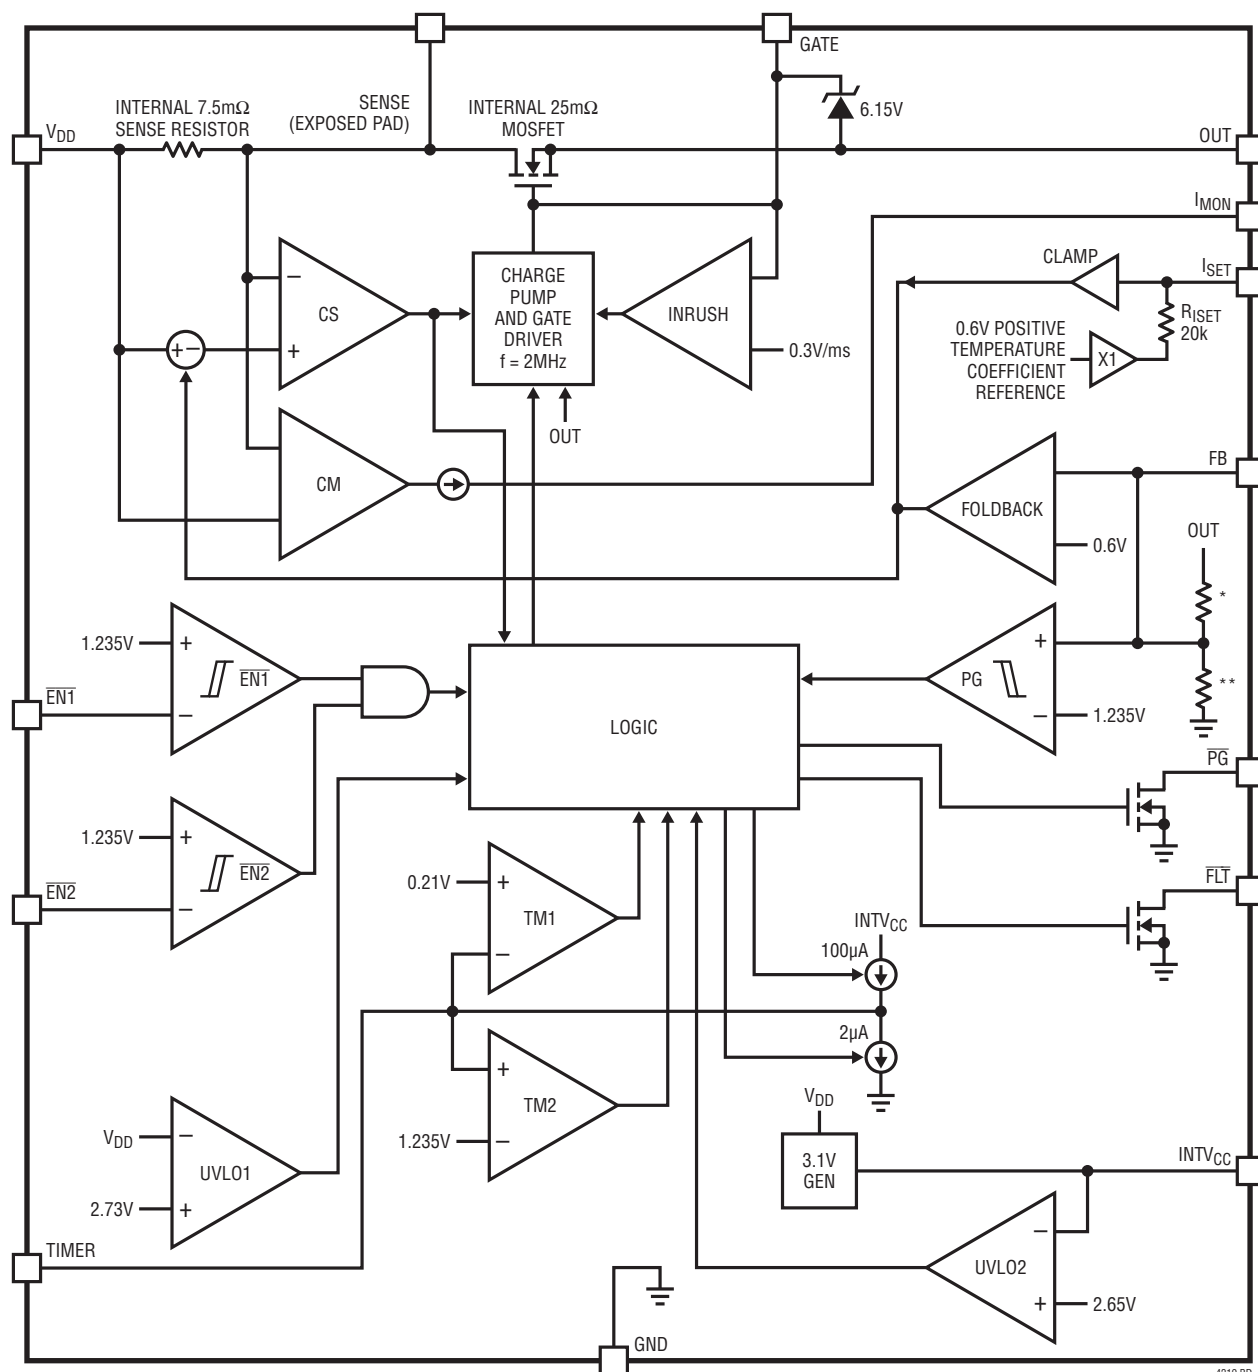 GATE
6.15V
INTERNAL 7.5mΩ
SENSE RESISTOR
SENSE
(EXPOSED PAD)
INTERNAL 25mΩ
MOSFET
VDD
OUT
IMON
ISET
CLAMP
RISET
20k
0.6V POSITIVE
TEMPERATURE
COEFFICIENT
REFERENCE
X1
CHARGE
PUMP
AND GATE
DRIVER
f = 2MHz
INRUSH
0.3V/ms
OUT
−
CS
+
+−
CM
FB
FOLDBACK
0.6V
OUT
*
**
1.235V
+
EN1
−
EN1
LOGIC
+
PG
−
1.235V
PG
1.235V
+
EN2
−
EN2
FLT
0.21V
+
TM1
−
INTVCC
100µA
2µA
+
TM2
1.235V
−
VDD
3.1V
GEN
INTVCC
VDD
−
UVLO1
2.73V
+
−
UVLO2
+
2.65V
TIMER
GND